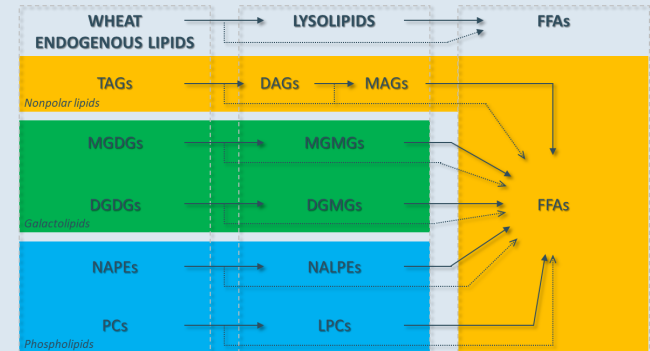 WHEAT
ENDOGENOUS LIPIDS
LYSOLIPIDS
FFAs
TAGs
DAGs
MAGs
Nonpolar lipids
MGDGs
MGMGs
DGDGs
DGMGs
FFAs
Galactolipids
NAPEs
NALPEs
PCs
LPCs
Phospholipids